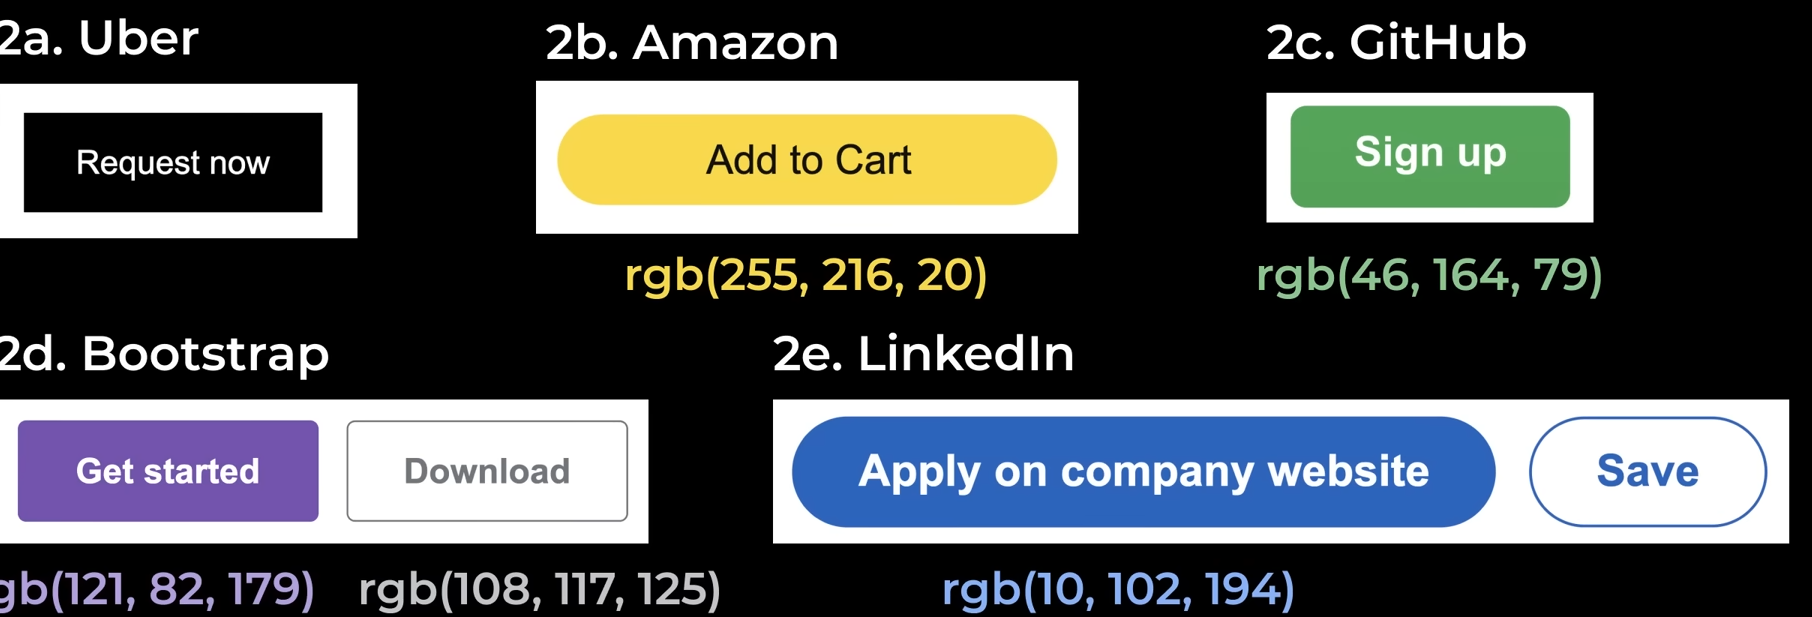 2a. Uber
2b. Amazon
2c. GitHub
Request now
Add to Cart
Sign up
rgb(255, 216, 20)
rgb(46, 164, 79)
2d. Bootstrap
2e. LinkedIn
Get started
Download
Apply on company website
Save
gb(121, 82, 179)
rgb(108, 117, 125)
rgb(10, 102, 194)